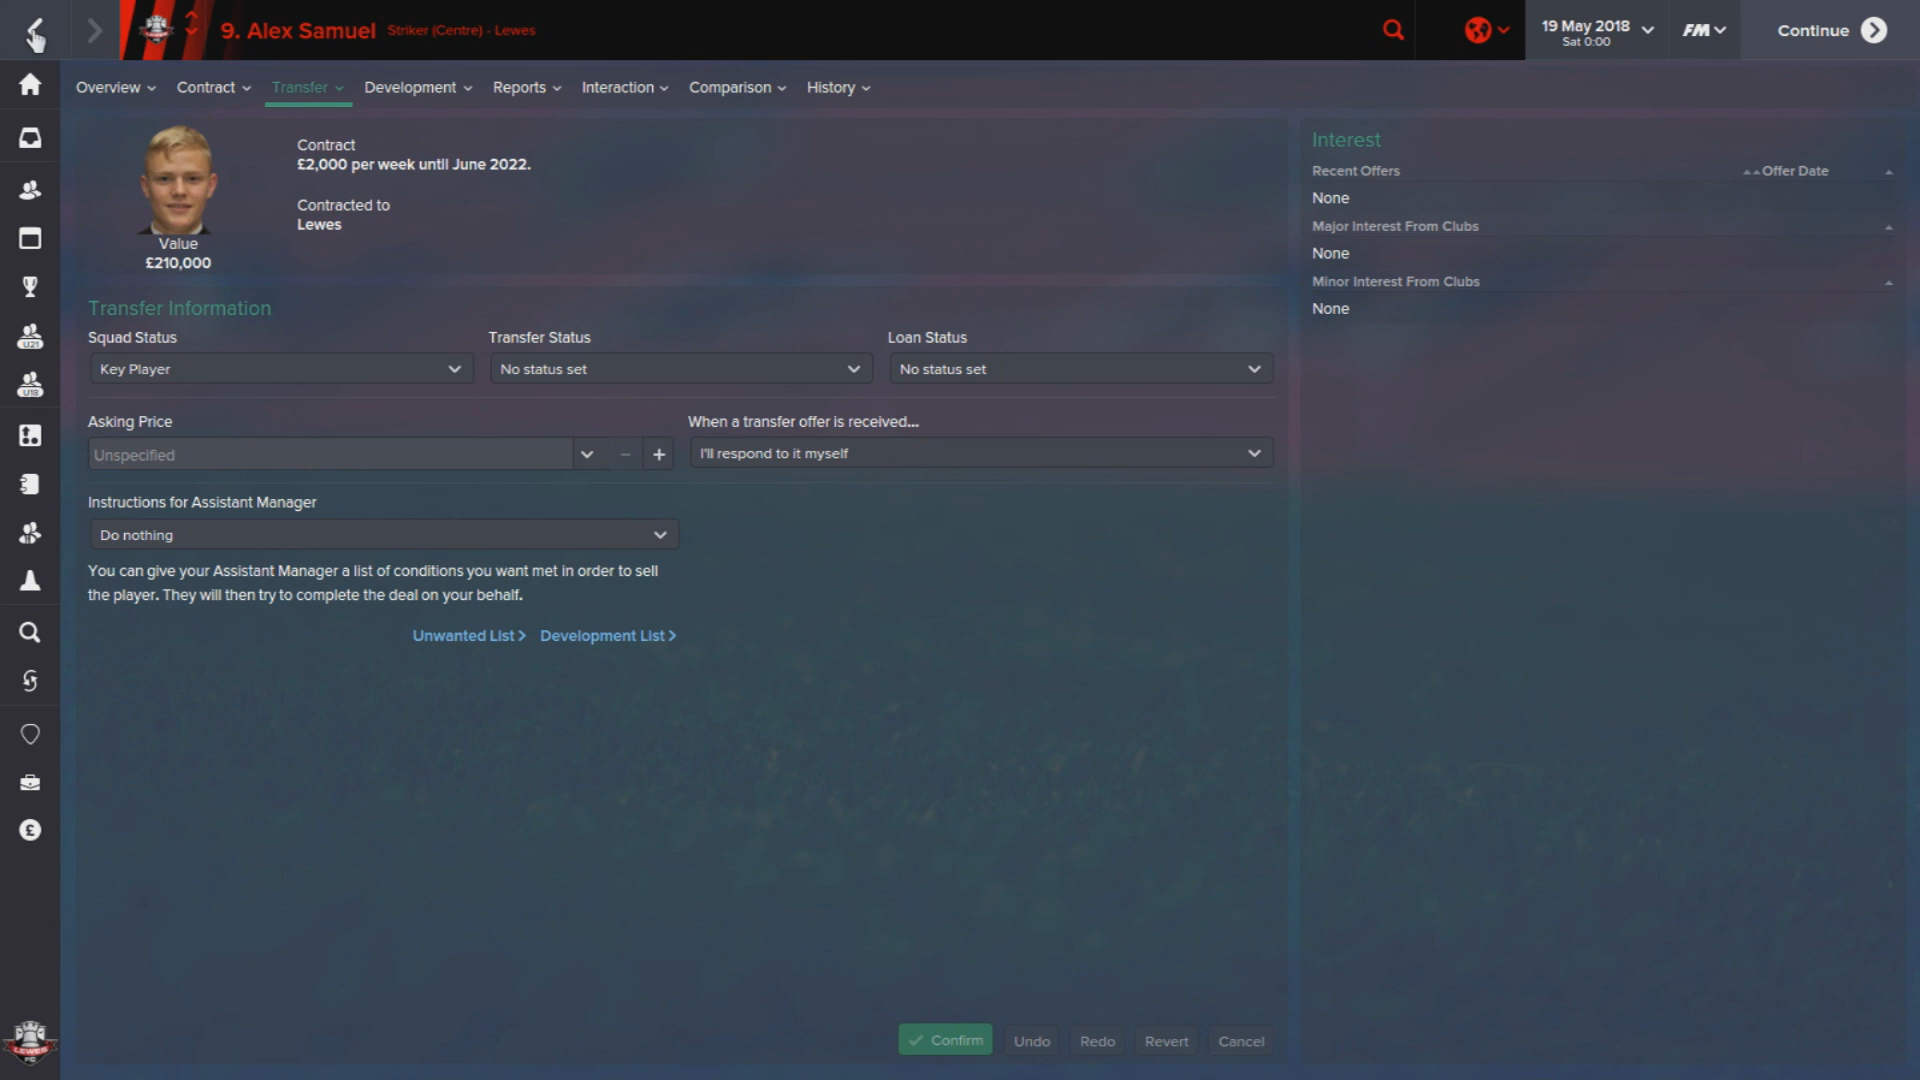 9. Alex Samuel
Striker (Centre) - Lewes
19 May 2018
Sat 0:00
FM
Continue
Overview
Contract
Transfer
Development
Reports
Interaction
Comparison
History
Contract
£2,000 per week until June 2022.
Contracted to
Lewes
Value
£210,000
Interest
Recent Offers
Offer Date
None
Major Interest From Clubs
None
Minor Interest From Clubs
None
Transfer Information
Squad Status
Transfer Status
Loan Status
Key Player
No status set
No status set
Asking Price
When a transfer offer is received...
Unspecified
I'll respond to it myself
Instructions for Assistant Manager
Do nothing
You can give your Assistant Manager a list of conditions you want met in order to sell
the player. They will then try to complete the deal on your behalf.
Unwanted List
Development List
Confirm
Undo
Redo
Revert
Cancel
U21
U18
LEWES
FC